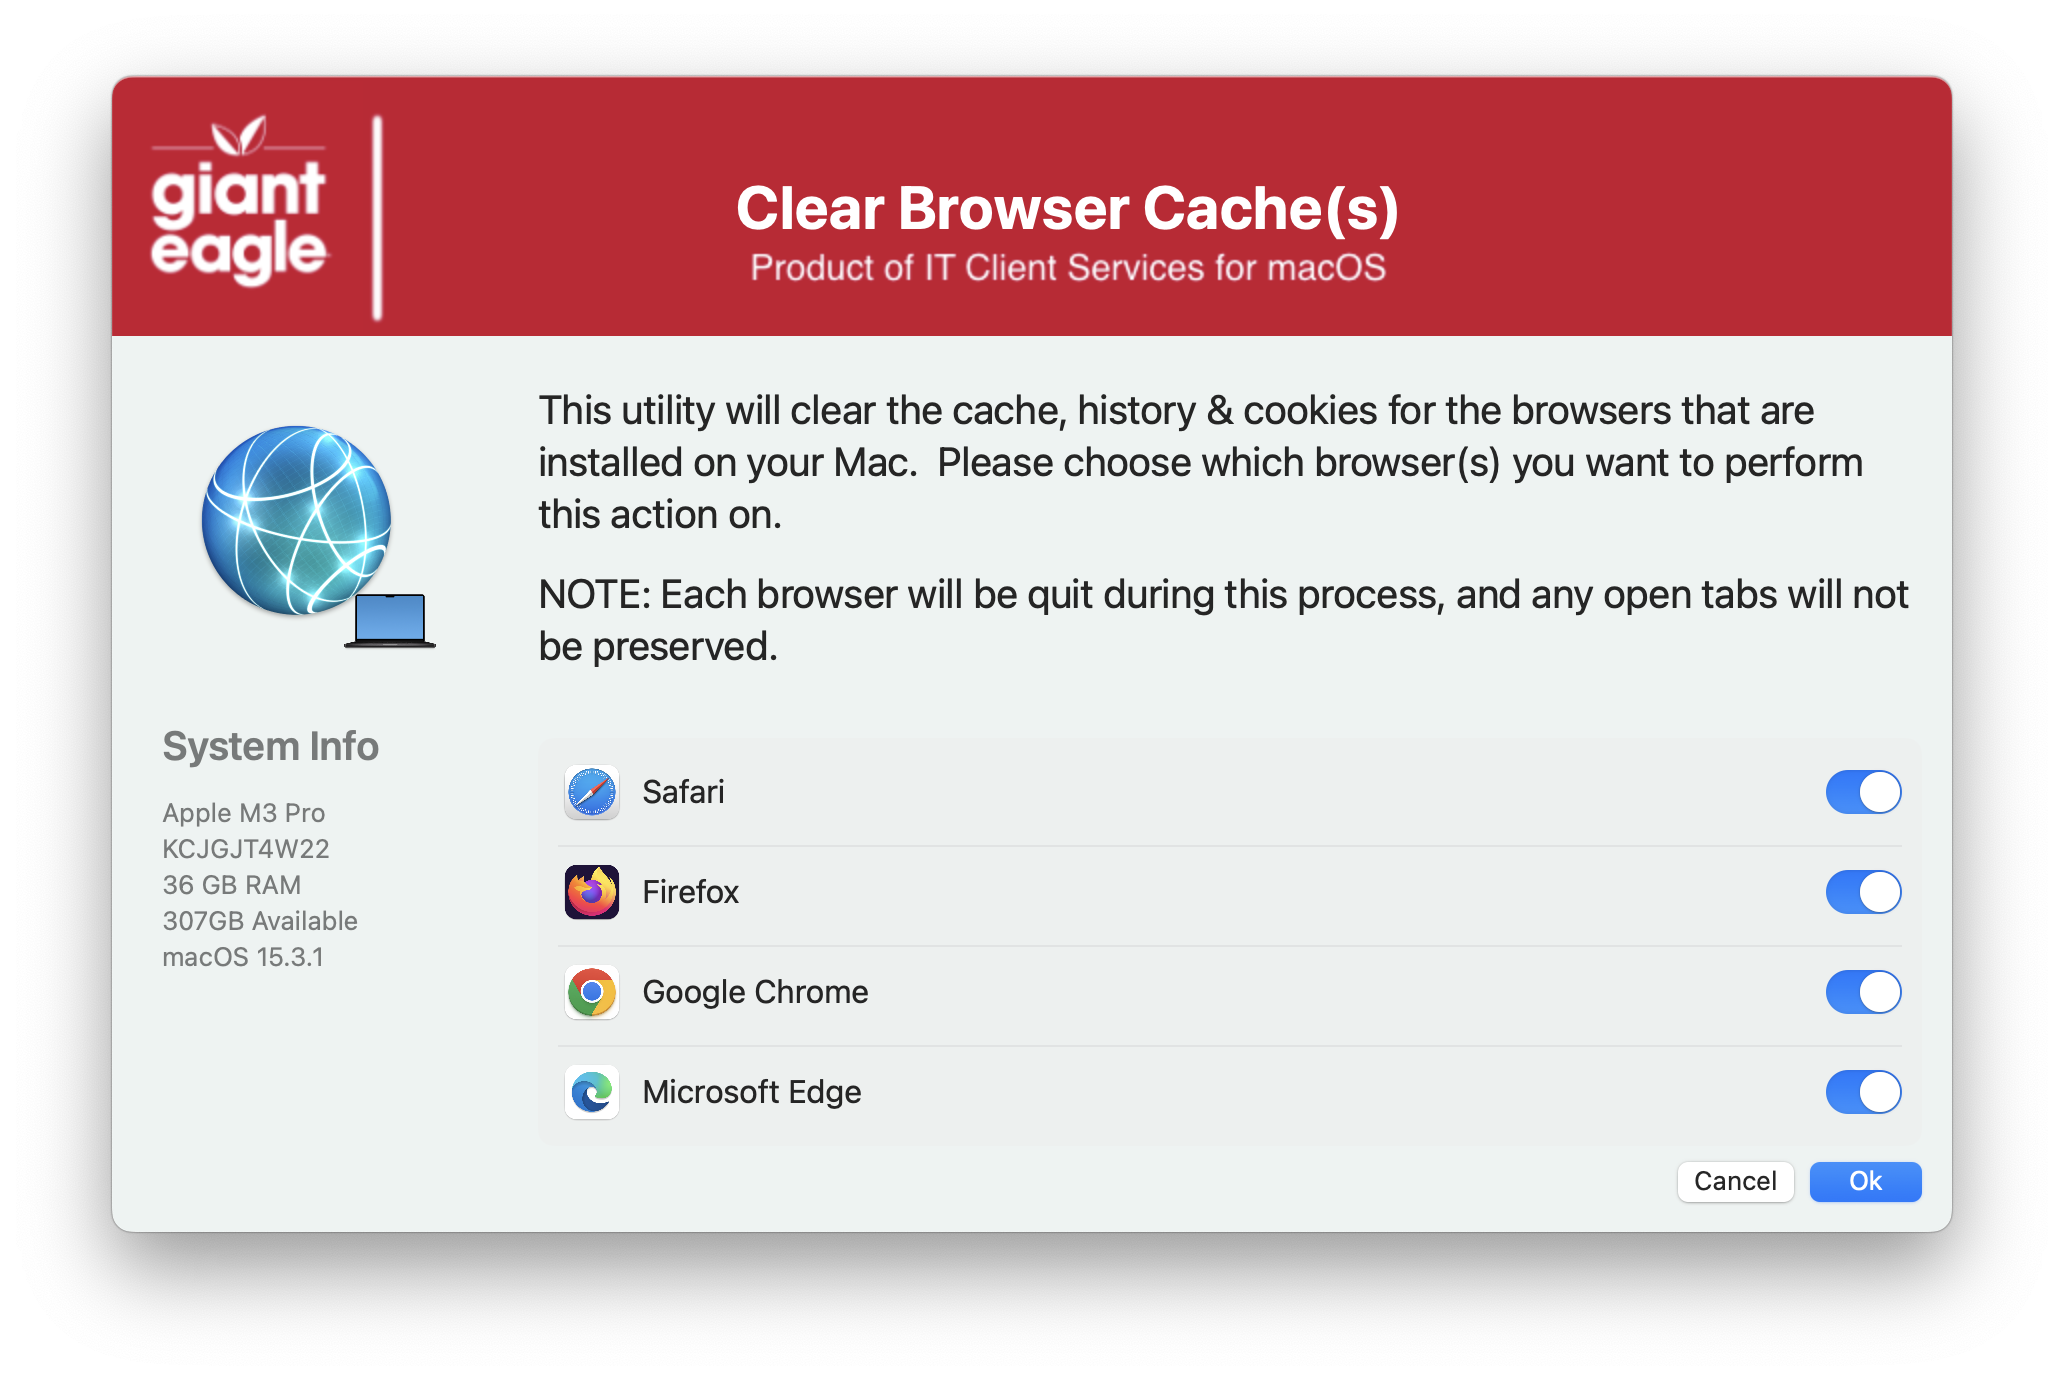 giant
eagle
Clear Browser Cache(s)
Product of IT Client Services for macOS
This utility will clear the cache, history & cookies for the browsers that are
installed on your Mac.  Please choose which browser(s) you want to perform
this action on.
NOTE: Each browser will be quit during this process, and any open tabs will not
be preserved.
System Info
Apple M3 Pro
KCJGJT4W22
36 GB RAM
307GB Available
macOS 15.3.1
Safari
Firefox
Google Chrome
Microsoft Edge
Cancel
Ok